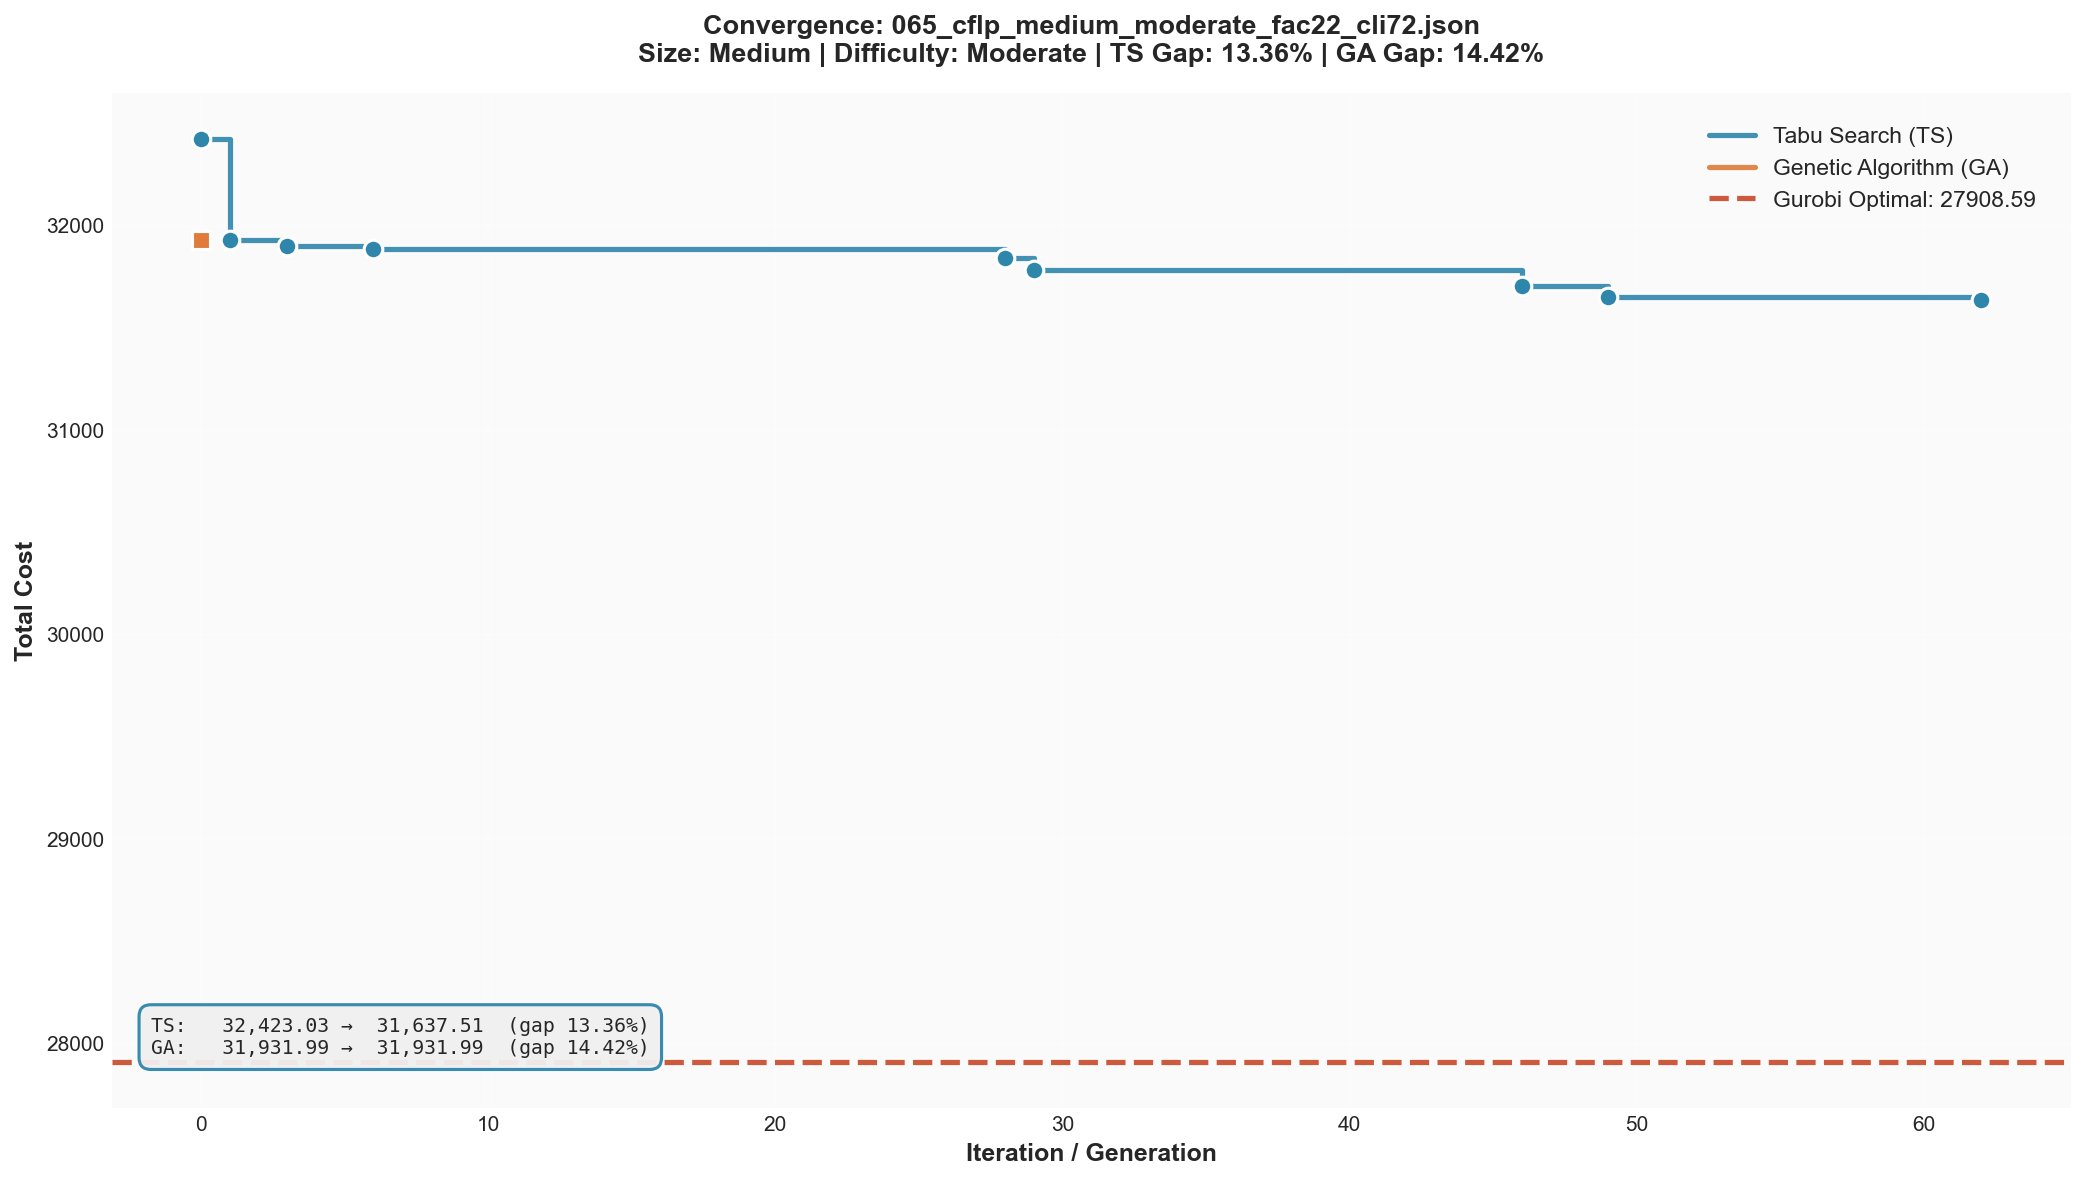 Convergence: 065_cflp_medium_moderate_fac22_cli72.json
Size: Medium | Difficulty: Moderate | TS Gap: 13.36% | GA Gap: 14.42%
Tabu Search (TS)
Genetic Algorithm (GA)
Gurobi Optimal: 27908.59
Total Cost
32000
31000
30000
29000
28000
TS: 32,423.03 → 31,637.51 (gap 13.36%)
GA: 31,931.99 → 31,931.99 (gap 14.42%)
0 10 20 30 40 50 60
Iteration / Generation